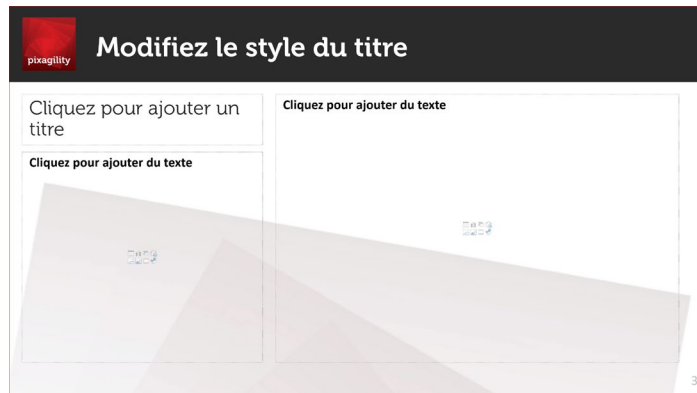 pixagility
Modifiez le style du titre
Cliquez pour ajouter un
titre
Cliquez pour ajouter du texte
Cliquez pour ajouter du texte
3